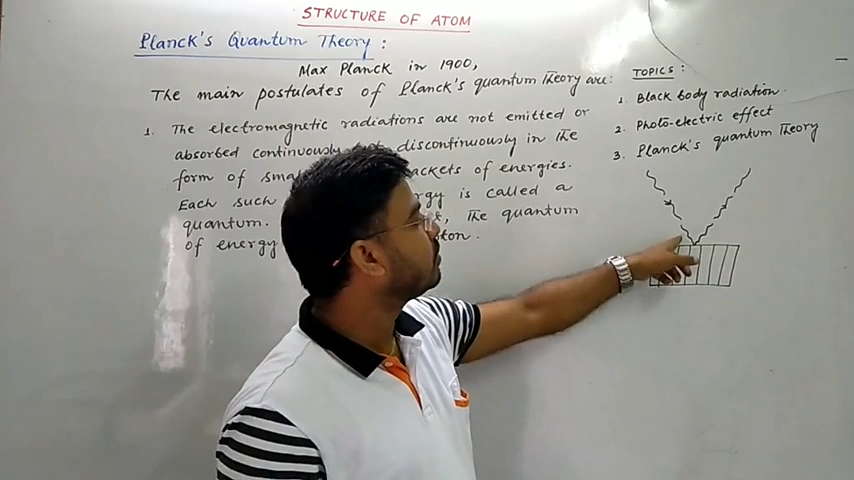 STRUCTURE OF ATOM
Planck's Quantum Theory :
Max Planck in 1900,
The main postulates of Planck's quantum Theory are:
1. The electromagnetic radiations are not emitted or
absorbed continuously discontinuously in the
form of packets of energies.
Each such is called a
quantum. The quantum
of energy
TOPICS :
1. Black body radiation.
2. Photo-electric effect
3. Planck's quantum Theory